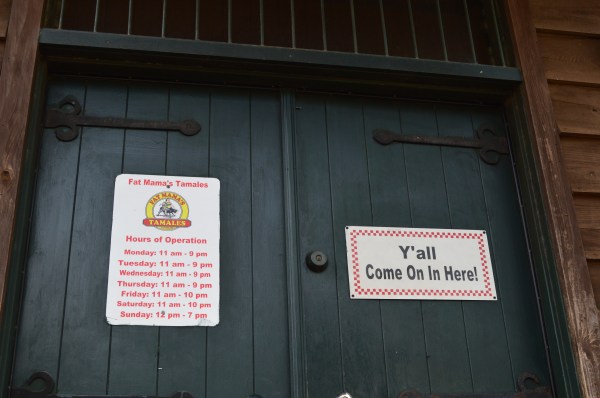 Fat Mama's Tamales
FAT MAMA'S
TAMALES
Hours of Operation
Monday: 11 am - 9 pm
Tuesday: 11 am - 9 pm
Wednesday: 11 am - 9 pm
Thursday: 11 am - 9 pm
Friday: 11 am - 10 pm
Saturday: 11 am - 10 pm
Sunday: 12 pm - 7 pm
Y'all
Come On In Here!